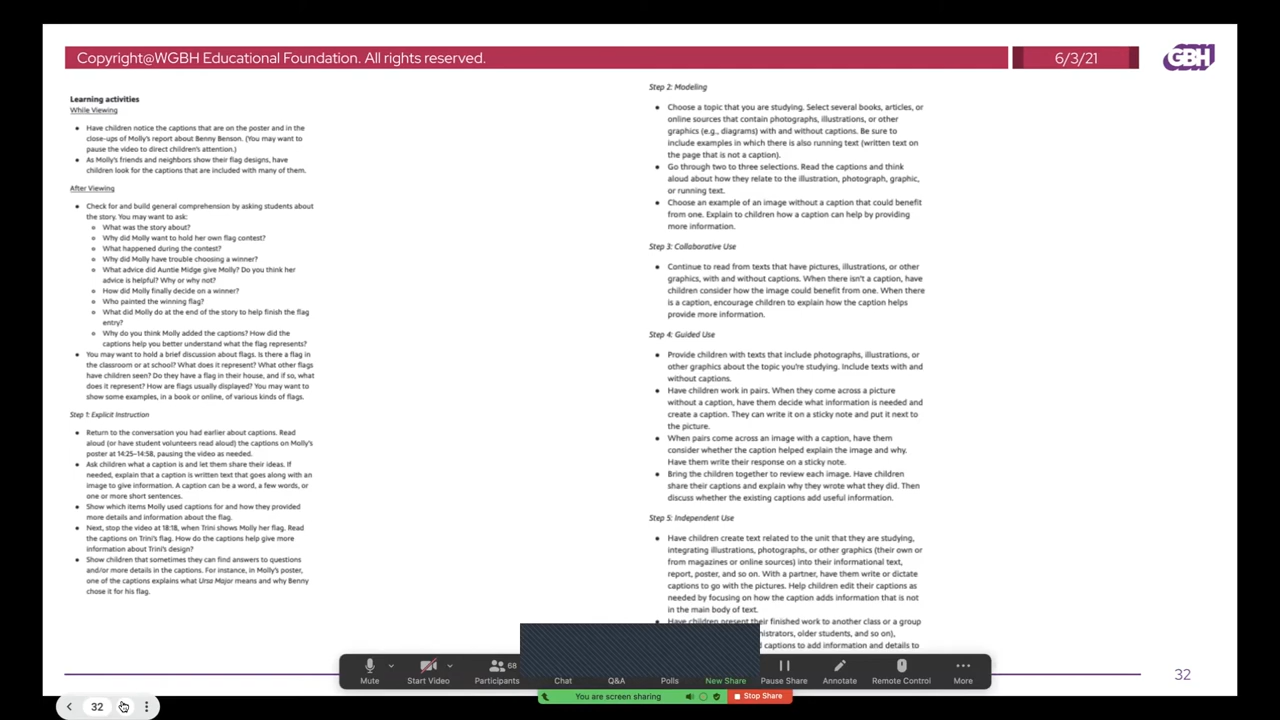 Copyright@WGBH Educational Foundation. All rights reserved.
6/3/21
GBH
Learning activities
While Viewing
● Have children notice the captions that are on the poster and in the
close-ups of Molly's report about Benny Benson. (You may want to
pause the video to direct children's attention.)
● As Molly's friends and neighbors show their flag designs, have
children look for the captions that are included with many of them.
After Viewing
● Check for and build general comprehension by asking students about
the story. You may want to ask:
○ What was the story about?
○ Why did Molly want to hold her own flag contest?
○ What happened during the contest?
○ Why did Molly have trouble choosing a winner?
○ What advice did Auntie Midge give Molly? Do you think her
advice is helpful? Why or why not?
○ How did Molly finally decide on a winner?
○ Who painted the winning flag?
○ What did Molly do at the end of the story to help finish the flag
entry?
○ Why do you think Molly added the captions? How did the
captions help you better understand what the flag represents?
● You may want to hold a brief discussion about flags. Is there a flag in
the classroom or at school? What does it represent? What other flags
have children seen? Do they have a flag in their house, and if so, what
does it represent? How are flags usually displayed? You may want to
show some examples, in a book or online, of various kinds of flags.
Step 1: Explicit Instruction
● Return to the conversation you had earlier about captions. Read
aloud (or have student volunteers read aloud) the captions on Molly's
poster at 14:25–14:58, pausing the video as needed.
● Ask children what a caption is and let them share their ideas. If
needed, explain that a caption is written text that goes along with an
image to give information. A caption can be a word, a few words, or
one or more short sentences.
● Show which items Molly used captions for and how they provided
more details and information about the flag.
● Next, stop the video at 18:18, when Trini shows Molly her flag. Read
the captions on Trini's flag. How do the captions help give more
information about Trini's design?
● Show children that sometimes they can find answers to questions
and/or more details in the captions. For instance, in Molly's poster,
one of the captions explains what Ursa Major means and why Benny
chose it for his flag.
Step 2: Modeling
● Choose a topic that you are studying. Select several books, articles, or
online sources that contain photographs, illustrations, or other
graphics (e.g., diagrams) with and without captions. Be sure to
include examples in which there is also running text (written text on
the page that is not a caption).
● Go through two to three selections. Read the captions and think
aloud about how they relate to the illustration, photograph, graphic,
or running text.
● Choose an example of an image without a caption that could benefit
from one. Explain to children how a caption can help by providing
more information.
Step 3: Collaborative Use
● Continue to read from texts that have pictures, illustrations, or other
graphics, with and without captions. When there isn't a caption, have
children consider how the image could benefit from one. When there
is a caption, encourage children to explain how the caption helps
provide more information.
Step 4: Guided Use
● Provide children with texts that include photographs, illustrations, or
other graphics about the topic you're studying. Include texts with and
without captions.
● Have children work in pairs. When they come across a picture
without a caption, have them decide what information is needed and
create a caption. They can write it on a sticky note and put it next to
the picture.
● When pairs come across an image with a caption, have them
consider whether the caption helped explain the image and why.
Have them write their response on a sticky note.
● Bring the children together to review each image. Have children
share their captions and explain why they wrote what they did. Then
discuss whether the existing captions add useful information.
Step 5: Independent Use
● Have children create text related to the unit that they are studying,
integrating illustrations, photographs, or other graphics (their own or
from magazines or online sources) into their informational text,
report, poster, and so on. With a partner, have them write or dictate
captions to go with the pictures. Help children edit their captions as
needed by focusing on how the caption adds information that is not
in the main body of text.
● Have children present their finished work to another class or a group
nistrators, older students, and so on),
captions to add information and details to
68
Mute
Start Video
Participants
Chat
Q&A
Polls
New Share
Pause Share
Annotate
Remote Control
More
You are screen sharing
Stop Share
32
32